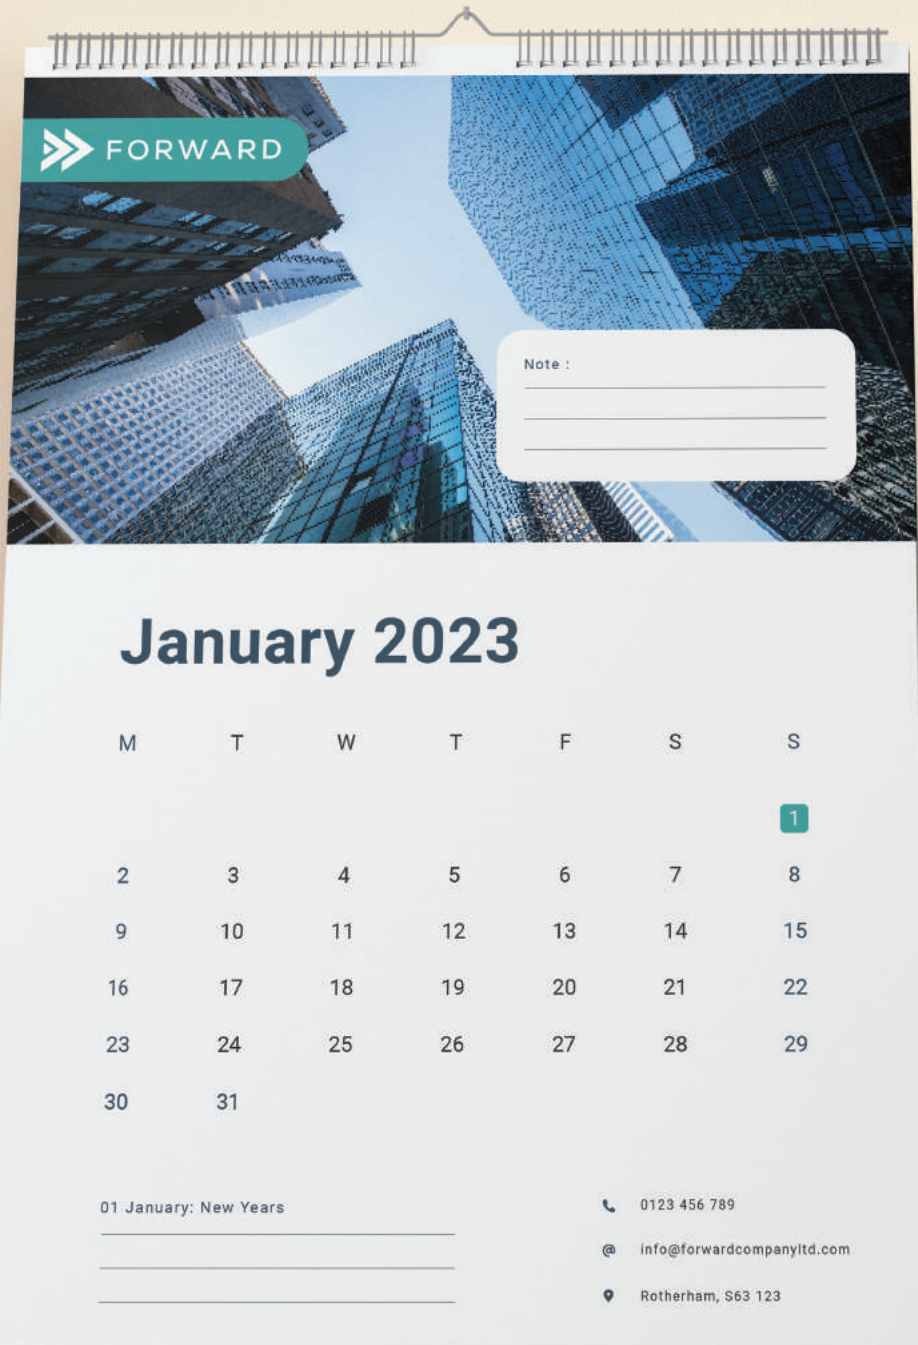 FORWARD
Note :
January 2023
M T W T F S S
1
2 3 4 5 6 7 8
9 10 11 12 13 14 15
16 17 18 19 20 21 22
23 24 25 26 27 28 29
30 31
01 January: New Years
0123 456 789
@ info@forwardcompanyltd.com
Rotherham, S63 123